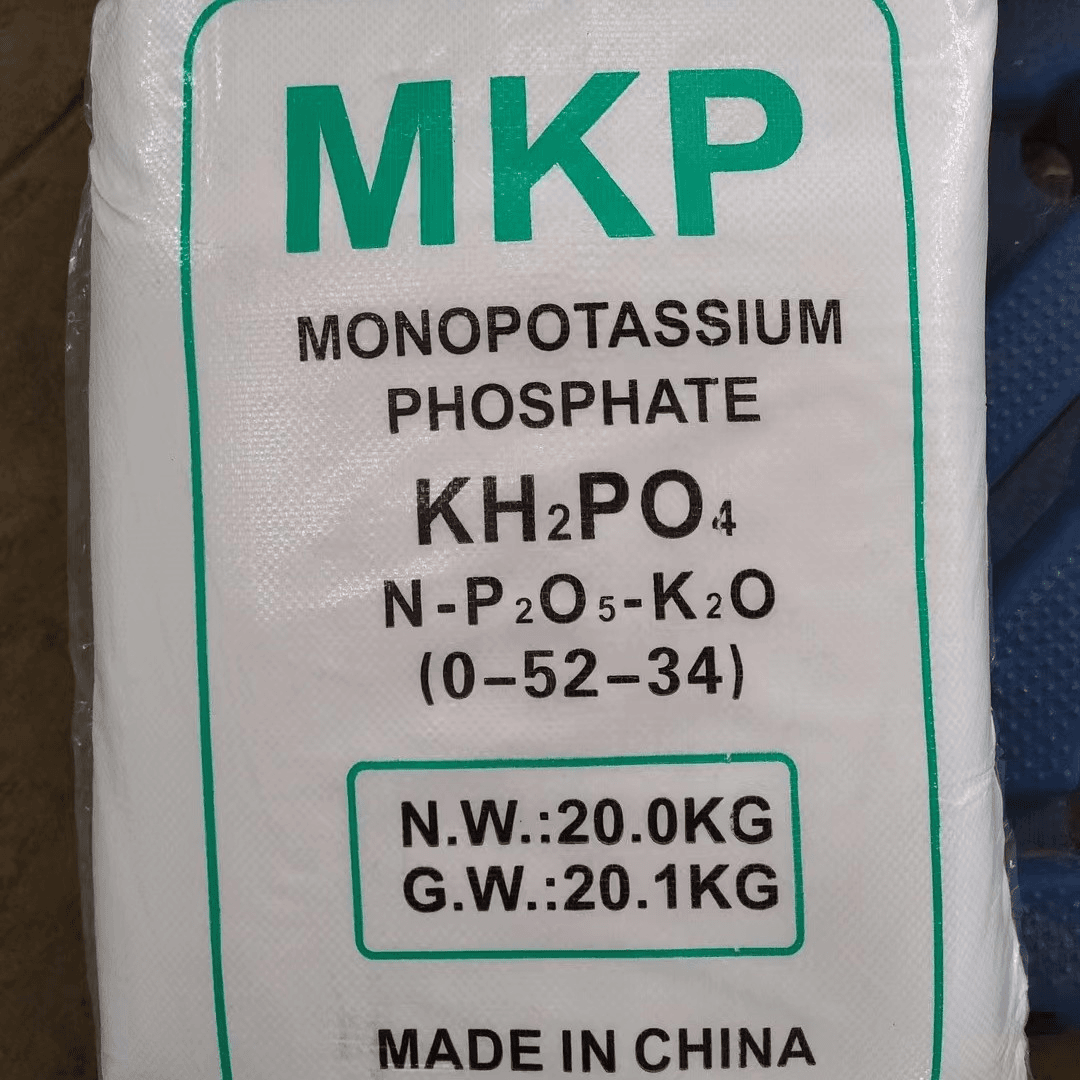 MKP
MONOPOTASSIUM
PHOSPHATE
KH₂PO₄
N-P₂O₅-K₂O
(0-52-34)
N.W.:20.0KG
G.W.:20.1KG
MADE IN CHINA